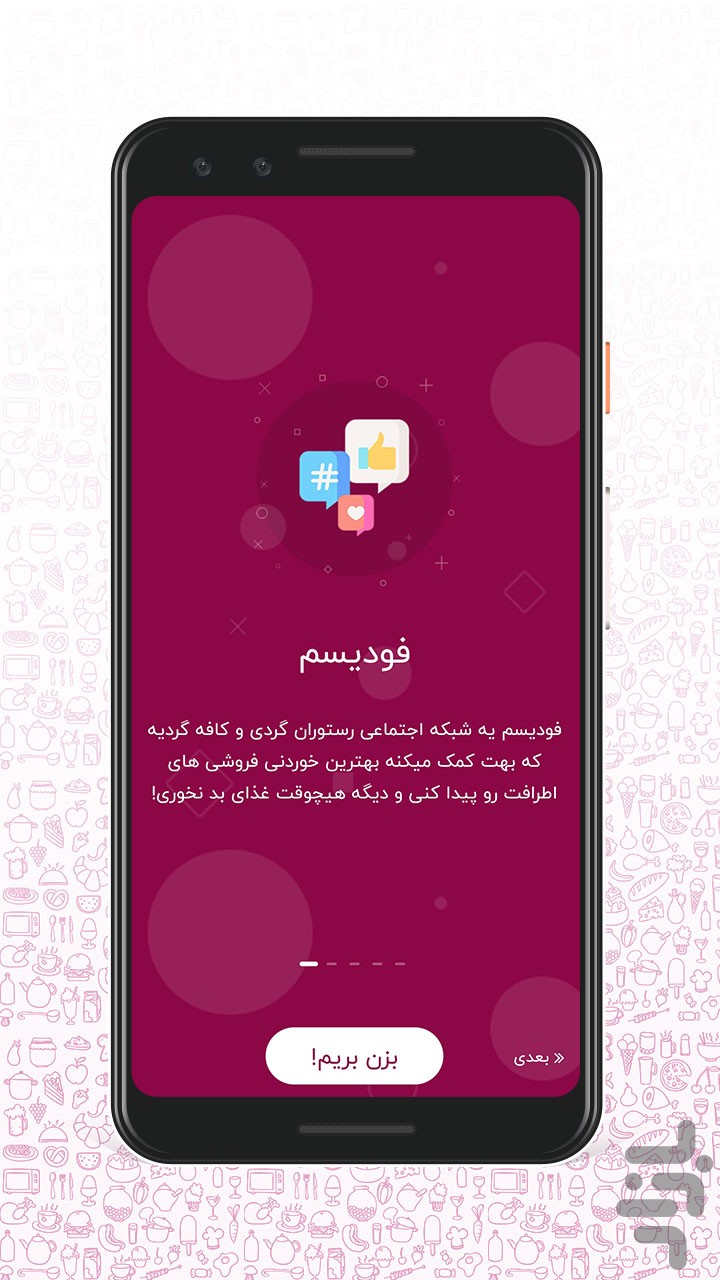 #
فودیسم
فودیسم یه شبکه اجتماعی رستوران گردی و کافه گردیه
که بهت کمک میکنه بهترین خوردنی فروشی های
اطرافت رو پیدا کنی و دیگه هیچوقت غذای بد نخوری!
بزن بریم!
» بعدی
بازار